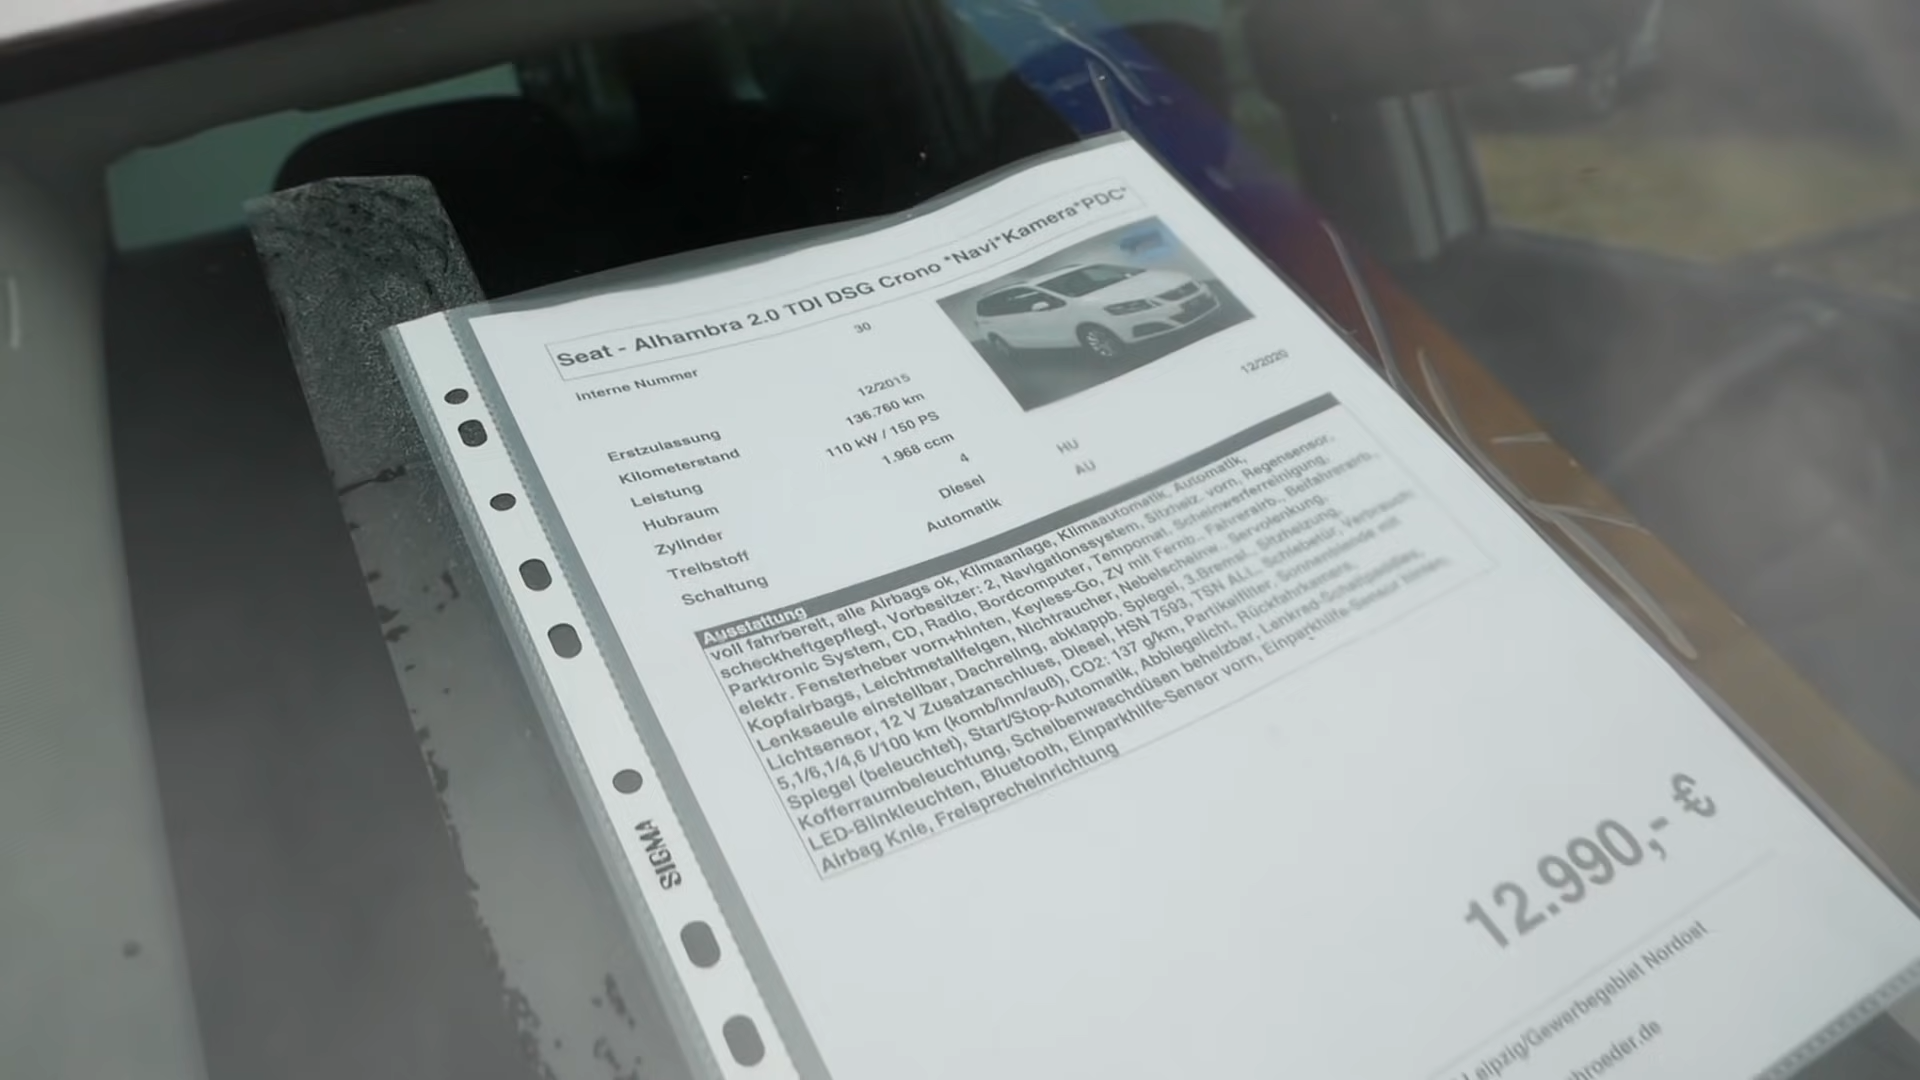 Seat - Alhambra 2.0 TDI DSG Crono *Navi*Kamera*PDC*
Interne Nummer 30
Erstzulassung 12/2015
Kilometerstand 136.760 km
Leistung 110 kW / 150 PS
Hubraum 1.968 ccm
Zylinder 4
Treibstoff Diesel
Schaltung Automatik
HU 12/2020
AU
Ausstattung
voll fahrbereit, alle Airbags ok, Klimaanlage, Klimaautomatik, Automatik,
scheckheftgepflegt, Vorbesitzer: 2, Navigationssystem, Sitzheiz. vorn, Regensensor,
Parktronic System, CD, Radio, Bordcomputer, Tempomat, Scheinwerferreinigung,
elektr. Fensterheber vorn+hinten, Keyless-Go, ZV mit Fernb., Fahrerairb., Beifahrerairb.,
Kopfairbags, Leichtmetallfelgen, Nichtraucher, Nebelscheinw., Servolenkung,
Lenksaeule einstellbar, Dachreling, abklappb. Spiegel, 3.Bremsl., Sitzheizung,
Lichtsensor, 12 V Zusatzanschluss, Diesel, HSN 7593, TSN ALL, Schiebetür, Verbrauch:
5,1/6,1/4,6 l/100 km (komb/inn/auß), CO2: 137 g/km, Partikelfilter, Sonnenblende mit
Spiegel (beleuchtet), Start/Stop-Automatik, Abbiegelicht, Rückfahrkamera,
Kofferraumbeleuchtung, Scheibenwaschdüsen beheizbar, Lenkrad-Schaltpaddles,
LED-Blinkleuchten, Bluetooth, Einparkhilfe-Sensor vorn, Einparkhilfe-Sensor hinten,
Airbag Knie, Freisprecheinrichtung
12.990,- €
Leipzig/Gewerbegebiet Nordost
hroeder.de
SIGMA